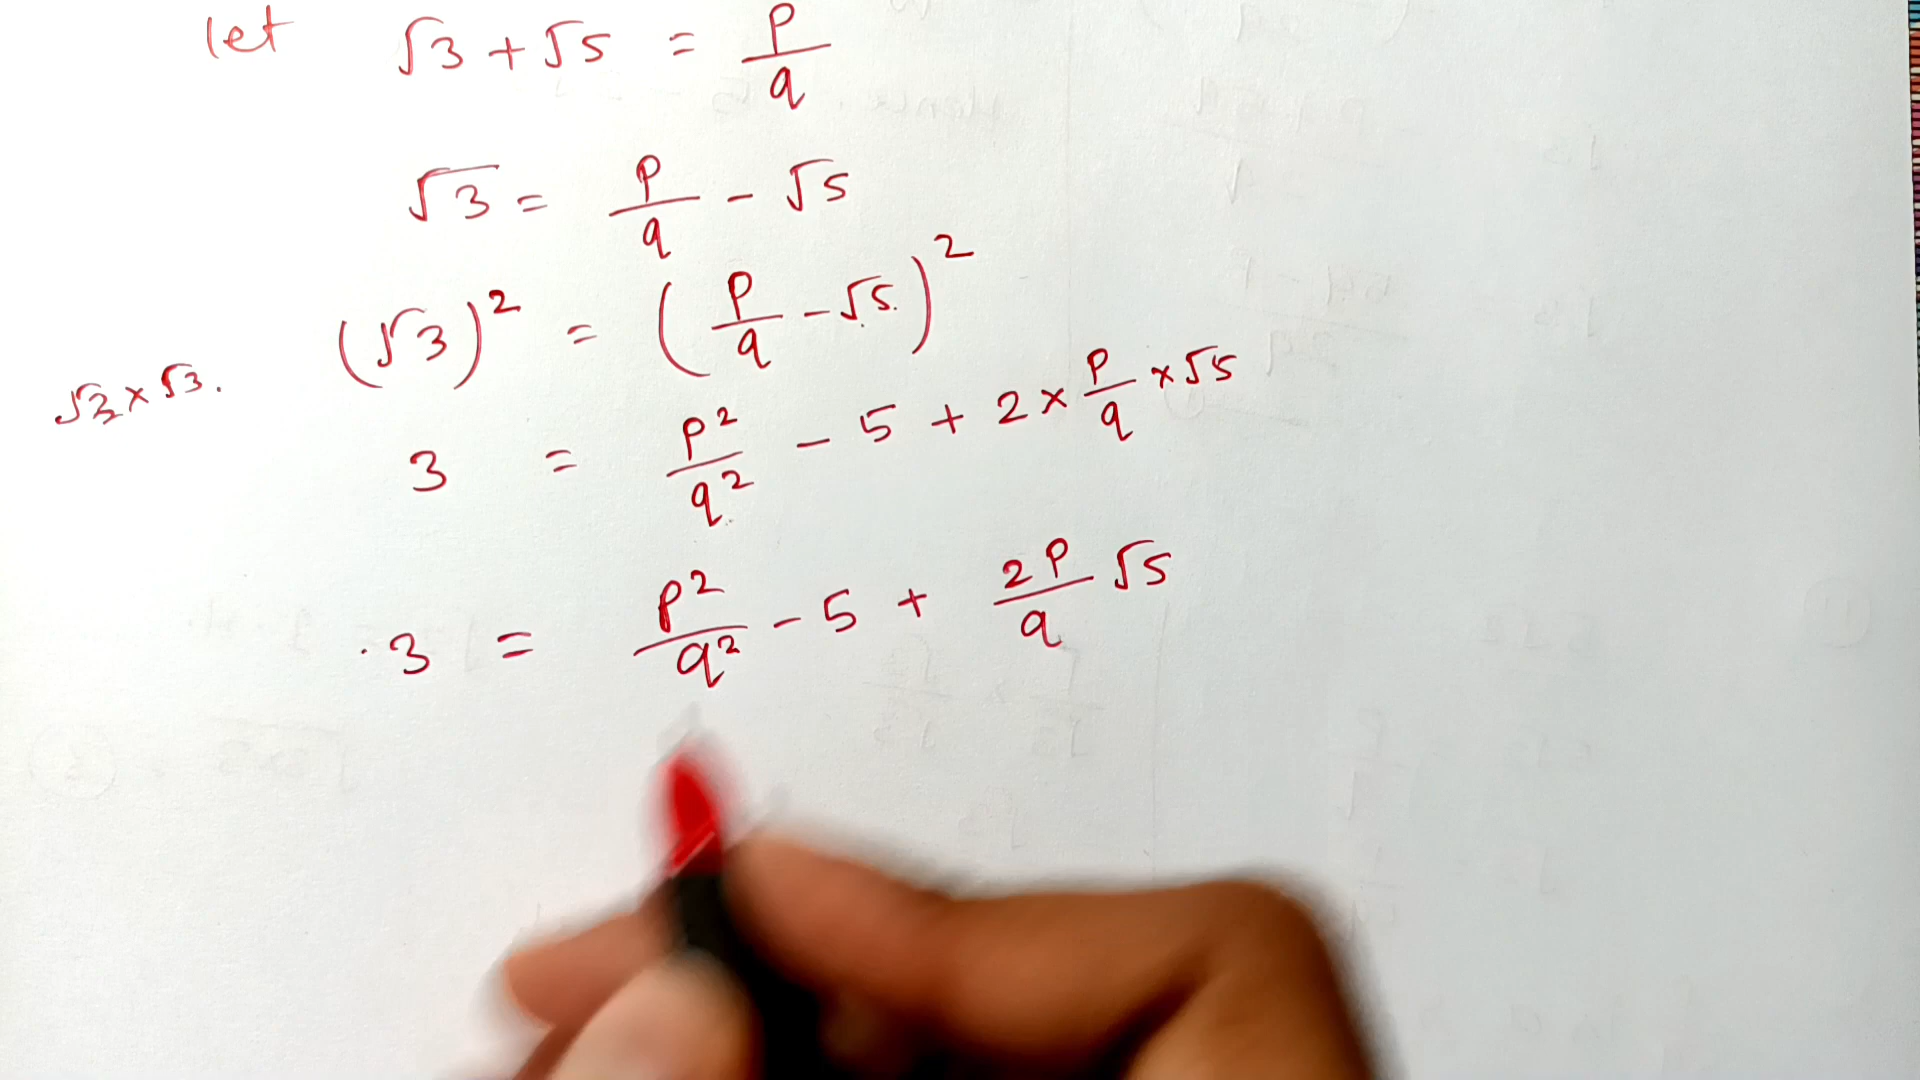 let √3 + √5 = p/q
√3 = p/q - √5
(√3)² = (p/q - √5)²
√3 × √3.
3 = p²/q² - 5 + 2 × p/q × √5
3 = p²/q² - 5 + 2p/q √5